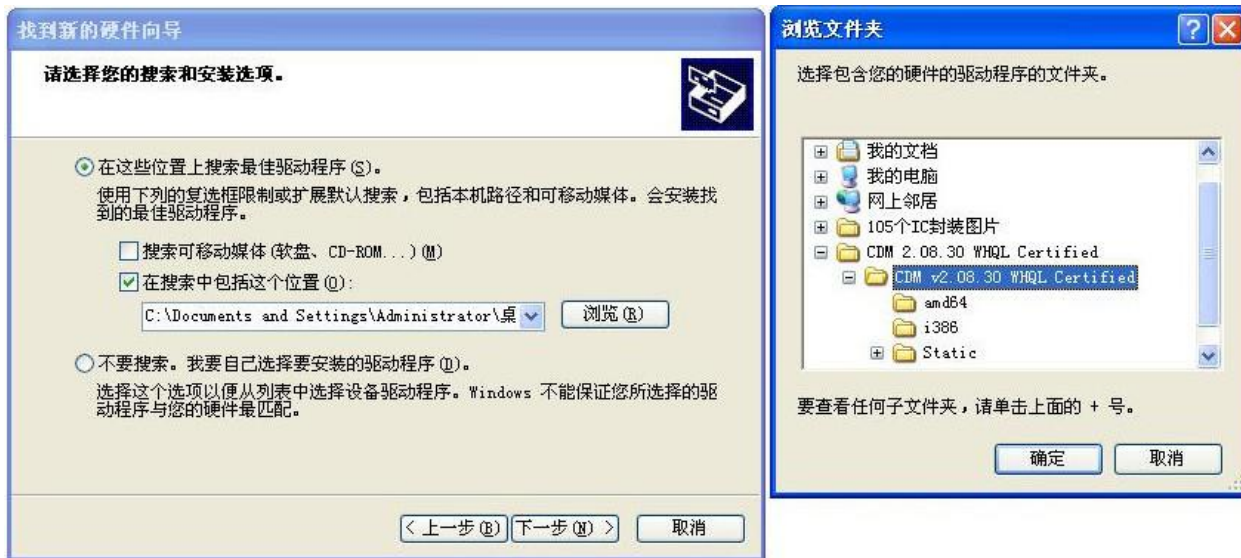 找到新的硬件向导
请选择您的搜索和安装选项。
在这些位置上搜索最佳驱动程序(S)。
使用下列的复选框限制或扩展默认搜索，包括本机路径和可移动媒体。会安装找
到的最佳驱动程序。
搜索可移动媒体(软盘、CD-ROM...)(M)
在搜索中包括这个位置(O):
C:\Documents and Settings\Administrator\桌
浏览(R)
不要搜索。我要自己选择要安装的驱动程序(D)。
选择这个选项以便从列表中选择设备驱动程序。Windows 不能保证您所选择的驱
动程序与您的硬件最匹配。
< 上一步(B)
下一步(N) >
取消
浏览文件夹
选择包含您的硬件的驱动程序的文件夹。
我的文档
我的电脑
网上邻居
105个IC封装图片
CDM 2.08.30 WHQL Certified
CDM v2.08.30 WHQL Certified
amd64
i386
Static
要查看任何子文件夹，请单击上面的 + 号。
确定
取消